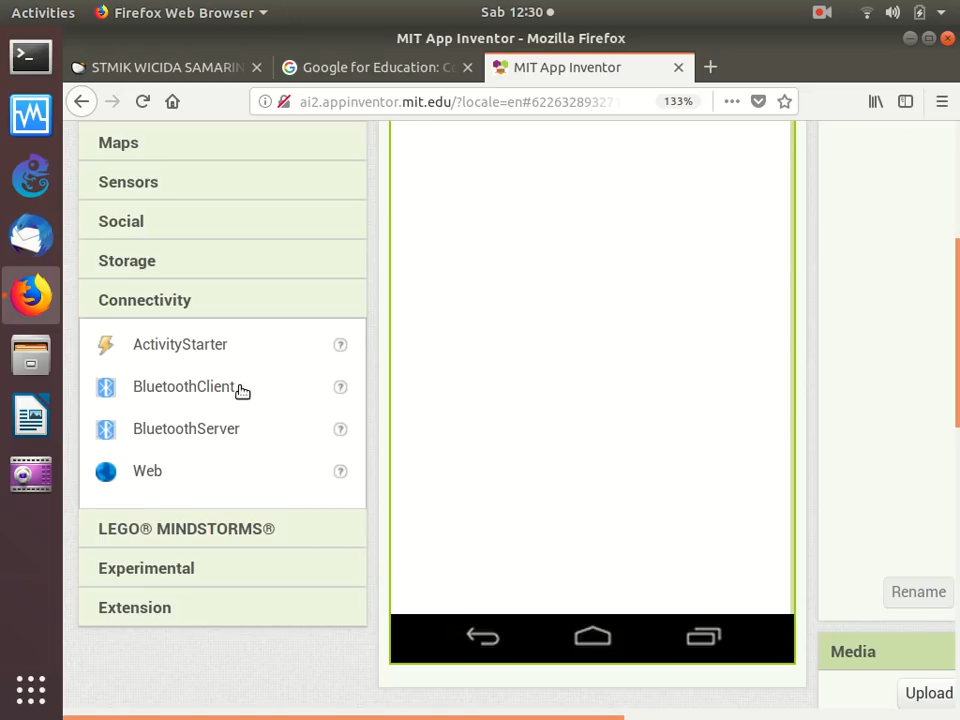 Activities
Firefox Web Browser
Sab 12:30
MIT App Inventor - Mozilla Firefox
STMIK WICIDA SAMARIN
Google for Education: Co
MIT App Inventor
ai2.appinventor.mit.edu/?locale=en#6226328932771
133%
Maps
Sensors
Social
Storage
Connectivity
ActivityStarter
?
BluetoothClient
?
BluetoothServer
?
Web
?
LEGO® MINDSTORMS®
Experimental
Extension
Rename
Media
Upload